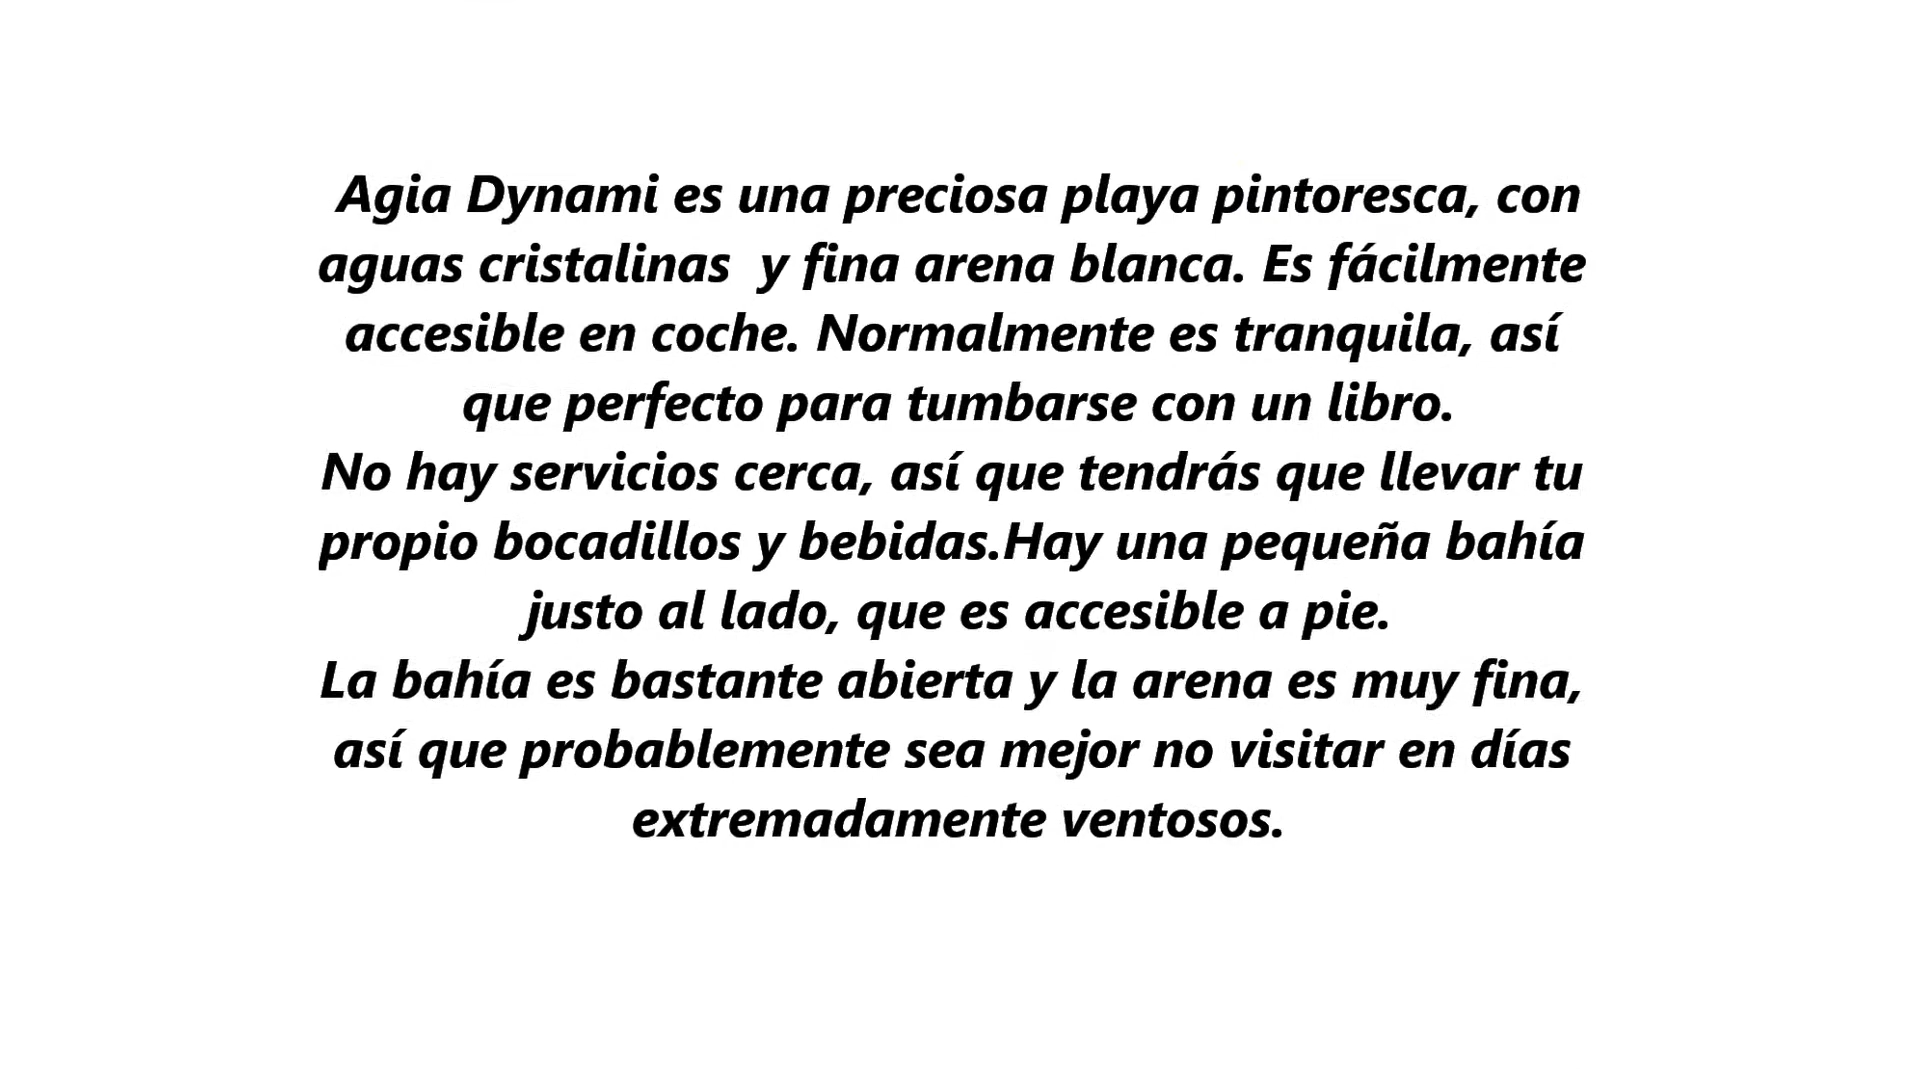 Agia Dynami es una preciosa playa pintoresca, con
aguas cristalinas  y fina arena blanca. Es fácilmente
accesible en coche. Normalmente es tranquila, así
que perfecto para tumbarse con un libro.
No hay servicios cerca, así que tendrás que llevar tu
propio bocadillos y bebidas.Hay una pequeña bahía
justo al lado, que es accesible a pie.
La bahía es bastante abierta y la arena es muy fina,
así que probablemente sea mejor no visitar en días
extremadamente ventosos.